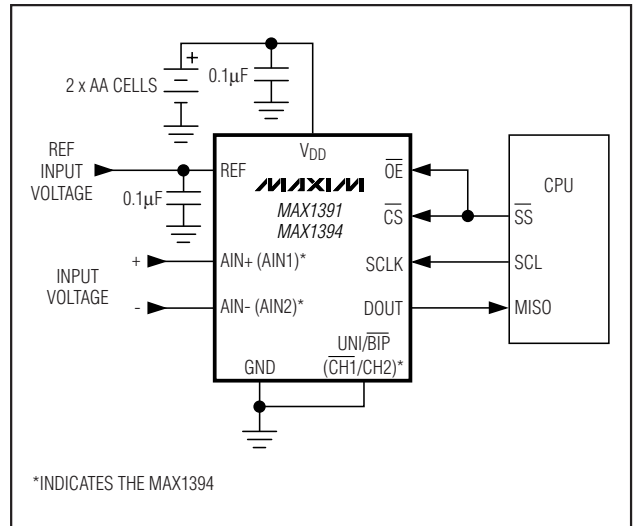 +
2 x AA CELLS
0.1µF
REF
INPUT
VOLTAGE
0.1µF
VDD
REF
OE
MAXIM
MAX1391
MAX1394
CS
CPU
SS
+
AIN+ (AIN1)*
SCLK
SCL
INPUT
VOLTAGE
-
AIN- (AIN2)*
DOUT
MISO
UNI/BIP
(CH1/CH2)*
GND
*INDICATES THE MAX1394